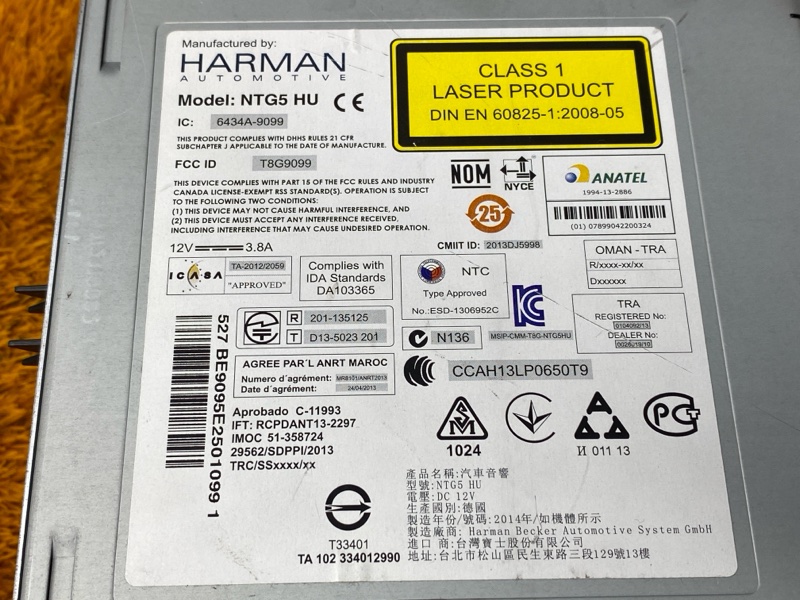 Manufactured by:
HARMAN
AUTOMOTIVE
Model: NTG5 HU CE
IC: 6434A-9099
THIS PRODUCT COMPLIES WITH DHHS RULES 21 CFR
SUBCHAPTER J APPLICABLE TO THE DATE OF MANUFACTURE.
FCC ID T8G9099
THIS DEVICE COMPLIES WITH PART 15 OF THE FCC RULES AND INDUSTRY
CANADA LICENSE-EXEMPT RSS STANDARD(S). OPERATION IS SUBJECT
TO THE FOLLOWING TWO CONDITIONS:
(1) THIS DEVICE MAY NOT CAUSE HARMFUL INTERFERENCE, AND
(2) THIS DEVICE MUST ACCEPT ANY INTERFERENCE RECEIVED,
INCLUDING INTERFERENCE THAT MAY CAUSE UNDESIRED OPERATION.
12V 3.8A
CLASS 1
LASER PRODUCT
DIN EN 60825-1:2008-05
NOM
NYCE
25
CMIIT ID: 2013DJ5998
ANATEL
1994-13-2886
(01) 07899042200324
ICASA
TA-2012/2059
"APPROVED"
Complies with
IDA Standards
DA103365
NTC
Type Approved
No.:ESD-1306952C
OMAN - TRA
R/xxxx-xx/xx
Dxxxxxx
TRA
REGISTERED No:
0104062/13
DEALER No:
0026/19/10
R 201-135125
T D13-5023 201
N136
MSIP-CMM-T8G-NTG5HU
AGREE PAR´L ANRT MAROC
Numero d´agrément: MR8101/ANRT2013
Date d´agrément: 24/04/2013
CCAH13LP0650T9
527 BE9095E2501099 1
Aprobado C-11993
IFT: RCPDANT13-2297
IMOC 51-358724
29562/SDPPI/2013
TRC/SSxxxx/xx
1024
И 011 13
T33401
TA 102 334012990
產品名稱:汽車音響
型號:NTG5 HU
電壓:DC 12V
生產國別:德國
製造年份/號碼:2014年/如機體所示
製造廠商: Harman Becker Automotive System GmbH
進口 商:台灣賓士股份有限公司
地址:台北市松山區民生東路三段129號13樓